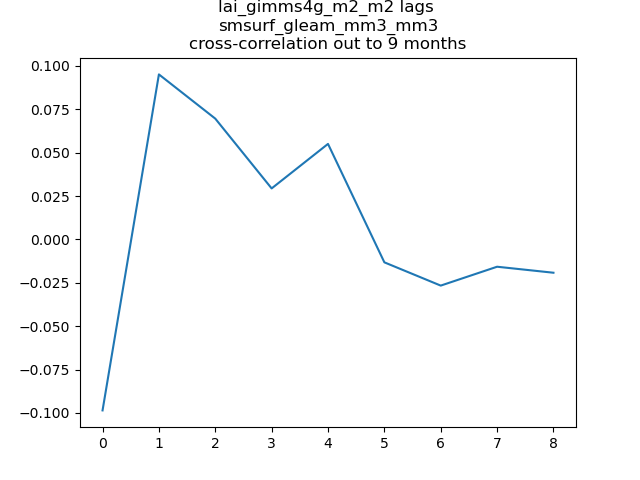 lai_gimms4g_m2_m2 lags
smsurf_gleam_mm3_mm3
cross-correlation out to 9 months
0.100
0.075
0.050
0.025
0.000
−0.025
−0.050
−0.075
−0.100
0 1 2 3 4 5 6 7 8